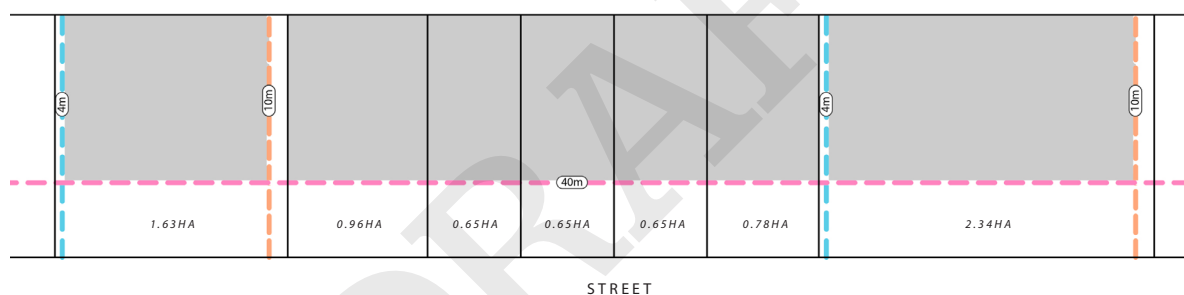 4m
10m
4m
10m
40m
1.63HA
0.96HA
0.65HA
0.65HA
0.65HA
0.78HA
2.34HA
STREET
DRAFT